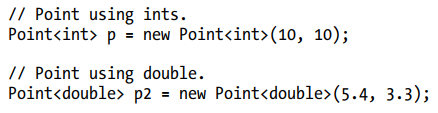 // Point using ints.
Point<int> p = new Point<int>(10, 10);
// Point using double.
Point<double> p2 = new Point<double>(5.4, 3.3);